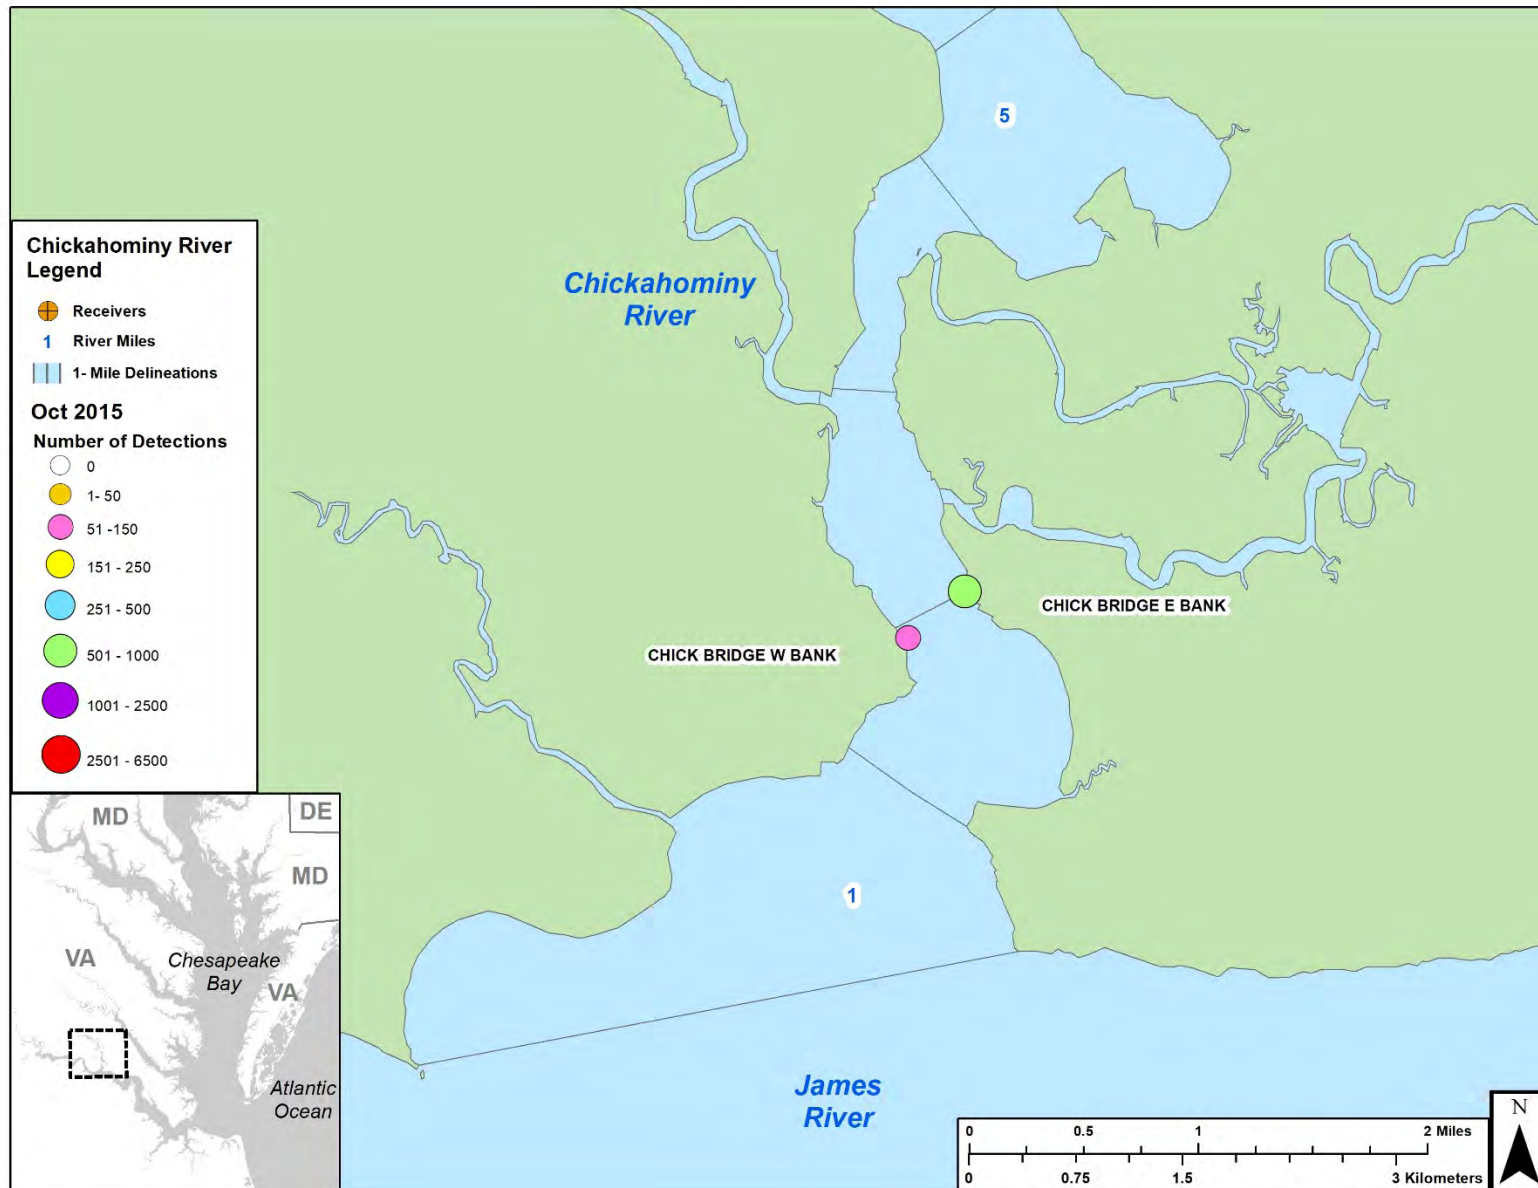 5
Chickahominy
River
Chickahominy River
Legend
Receivers
1 River Miles
1- Mile Delineations
Oct 2015
Number of Detections
0
1- 50
51 -150
151 - 250
251 - 500
501 - 1000
1001 - 2500
2501 - 6500
CHICK BRIDGE E BANK
CHICK BRIDGE W BANK
1
James
River
MD
DE
MD
VA
Chesapeake
Bay
VA
Atlantic
Ocean
N
0 0.5 1 2 Miles
0 0.75 1.5 3 Kilometers